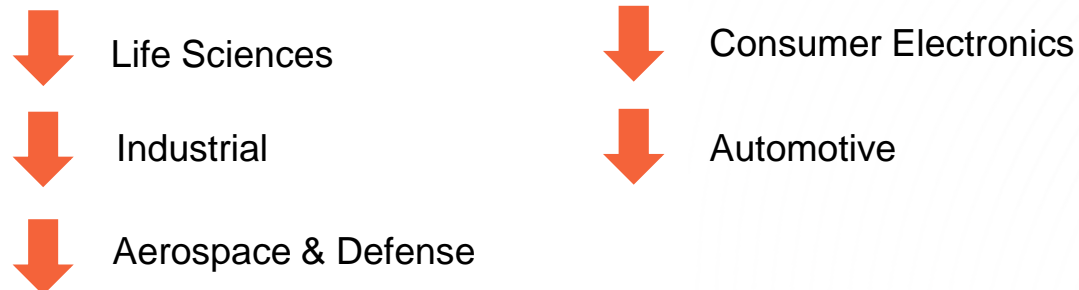 Life Sciences
Industrial
Aerospace & Defense
Consumer Electronics
Automotive